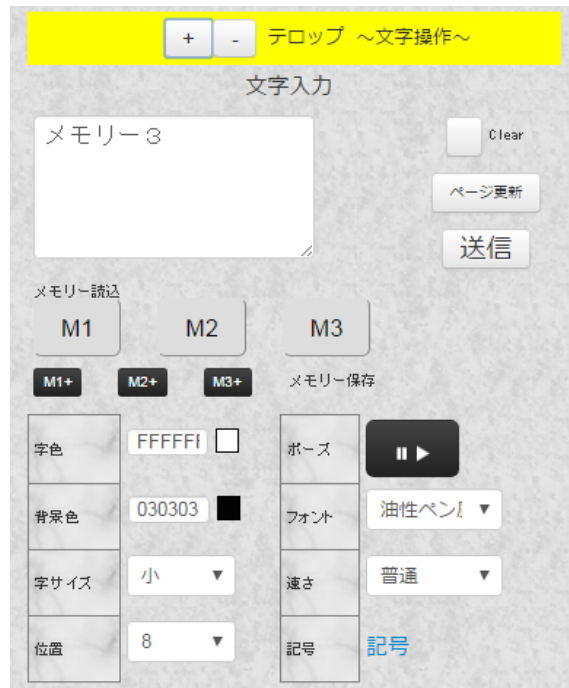 + - テロップ ～文字操作～
文字入力
メモリー３
Clear
ページ更新
送信
メモリー読込
M1 M2 M3
M1+ M2+ M3+ メモリー保存
字色 FFFFFF ポーズ
背景色 030303 フォント 油性ペン
字サイズ 小 速さ 普通
位置 8 記号 記号